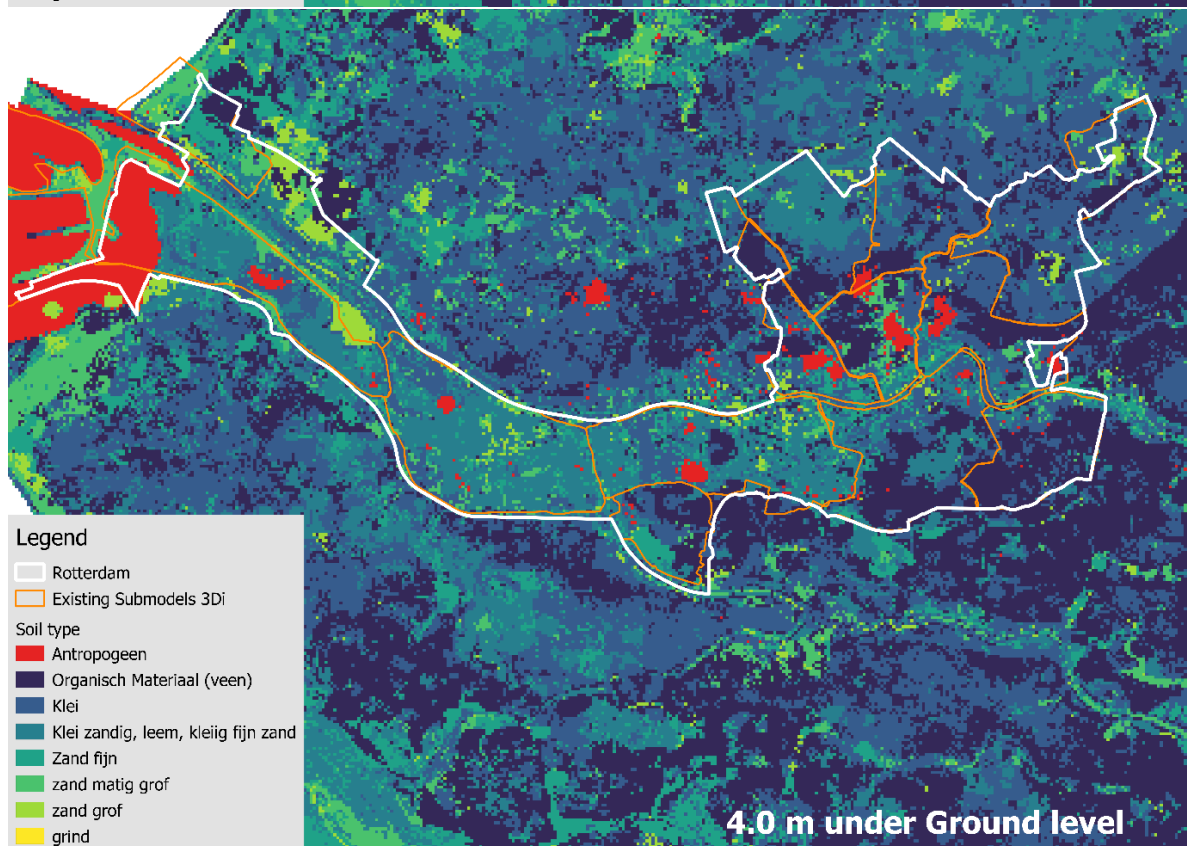 Legend
Rotterdam
Existing Submodels 3Di
Soil type
Antropogeen
Organisch Materiaal (veen)
Klei
Klei zandig, leem, kleiig fijn zand
Zand fijn
zand matig grof
zand grof
grind
4.0 m under Ground level